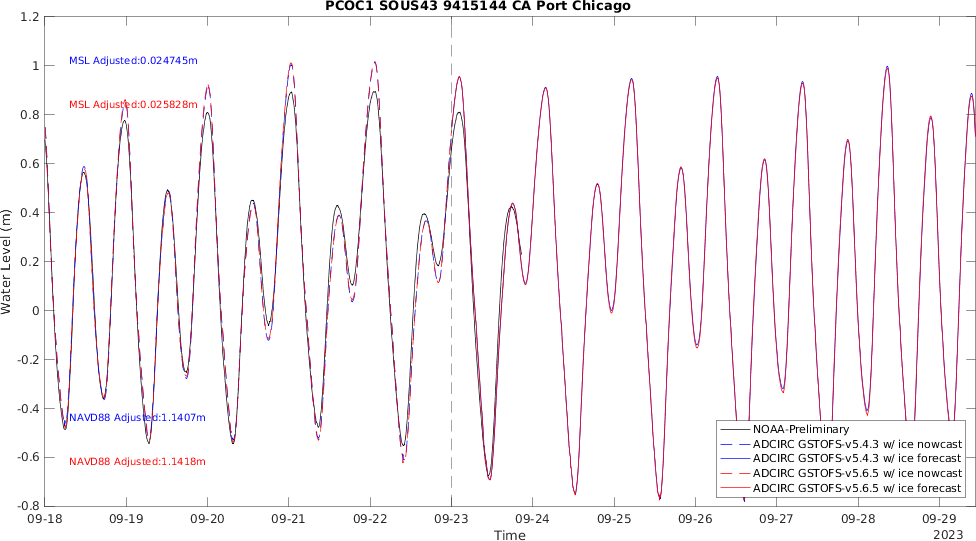 PCOC1 SOUS43 9415144 CA Port Chicago
1.2
1
0.8
0.6
0.4
0.2
0
-0.2
-0.4
-0.6
-0.8
Water Level (m)
MSL Adjusted:0.024745m
MSL Adjusted:0.025828m
NAVD88 Adjusted:1.1407m
NAVD88 Adjusted:1.1418m
NOAA-Preliminary
ADCIRC GSTOFS-v5.4.3 w/ ice nowcast
ADCIRC GSTOFS-v5.4.3 w/ ice forecast
ADCIRC GSTOFS-v5.6.5 w/ ice nowcast
ADCIRC GSTOFS-v5.6.5 w/ ice forecast
09-18 09-19 09-20 09-21 09-22 09-23 09-24 09-25 09-26 09-27 09-28 09-29
Time
2023